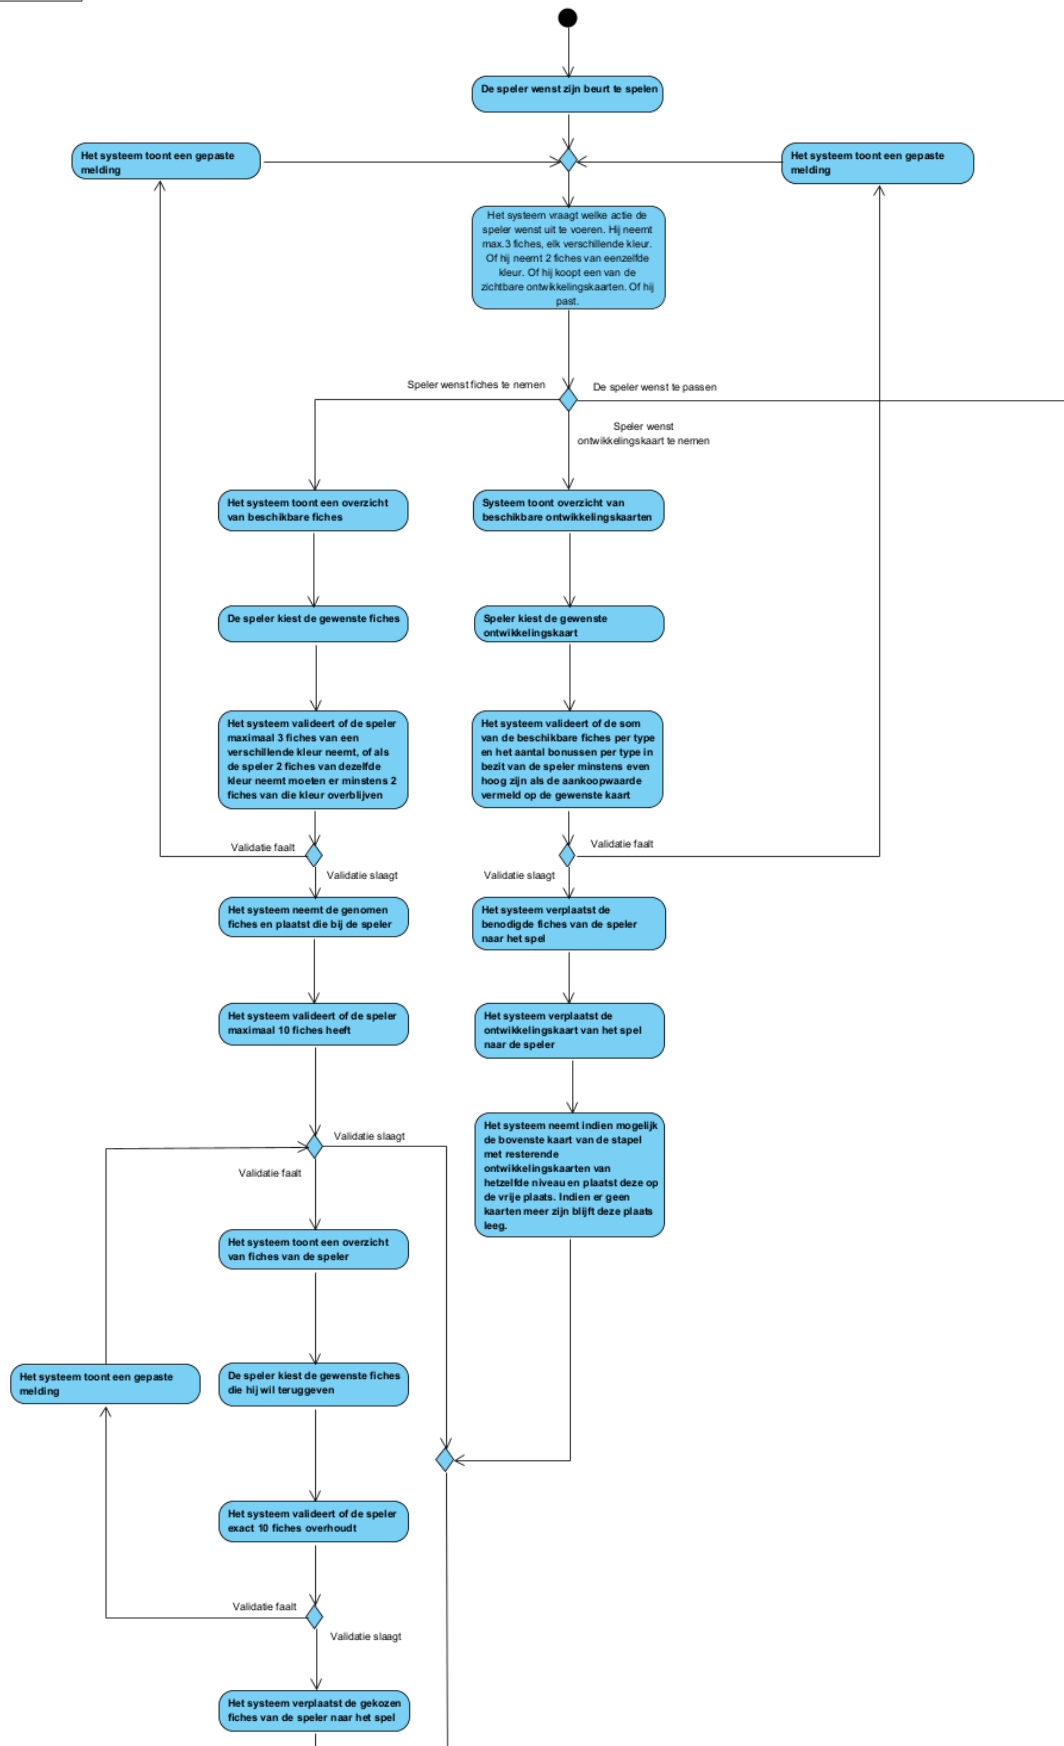 De speler wenst zijn beurt te spelen
Het systeem toont een gepaste
melding
Het systeem toont een gepaste
melding
Het systeem vraagt welke actie de
speler wenst uit te voeren. Hij neemt
max.3 fiches, elk verschillende kleur.
Of hij neemt 2 fiches van eenzelfde
kleur. Of hij koopt een van de
zichtbare ontwikkelingskaarten. Of hij
past.
Speler wenst fiches te nemen
De speler wenst te passen
Speler wenst
ontwikkelingskaart te nemen
Het systeem toont een overzicht
van beschikbare fiches
Systeem toont overzicht van
beschikbare ontwikkelingskaarten
De speler kiest de gewenste fiches
Speler kiest de gewenste
ontwikkelingskaart
Het systeem valideert of de speler
maximaal 3 fiches van een
verschillende kleur neemt, of als
de speler 2 fiches van dezelfde
kleur neemt moeten er minstens 2
fiches van die kleur overblijven
Het systeem valideert of de som
van de beschikbare fiches per type
en het aantal bonussen per type in
bezit van de speler minstens even
hoog zijn als de aankoopwaarde
vermeld op de gewenste kaart
Validatie faalt
Validatie faalt
Validatie slaagt
Validatie slaagt
Het systeem neemt de genomen
fiches en plaatst die bij de speler
Het systeem verplaatst de
benodigde fiches van de speler
naar het spel
Het systeem valideert of de speler
maximaal 10 fiches heeft
Het systeem verplaatst de
ontwikkelingskaart van het spel
naar de speler
Het systeem neemt indien mogelijk
de bovenste kaart van de stapel
met resterende
ontwikkelingskaarten van
hetzelfde niveau en plaatst deze op
de vrije plaats. Indien er geen
kaarten meer zijn blijft deze plaats
leeg.
Validatie slaagt
Validatie faalt
Het systeem toont een overzicht
van fiches van de speler
Het systeem toont een gepaste
melding
De speler kiest de gewenste fiches
die hij wil teruggeven
Het systeem valideert of de speler
exact 10 fiches overhoudt
Validatie faalt
Validatie slaagt
Het systeem verplaatst de gekozen
fiches van de speler naar het spel